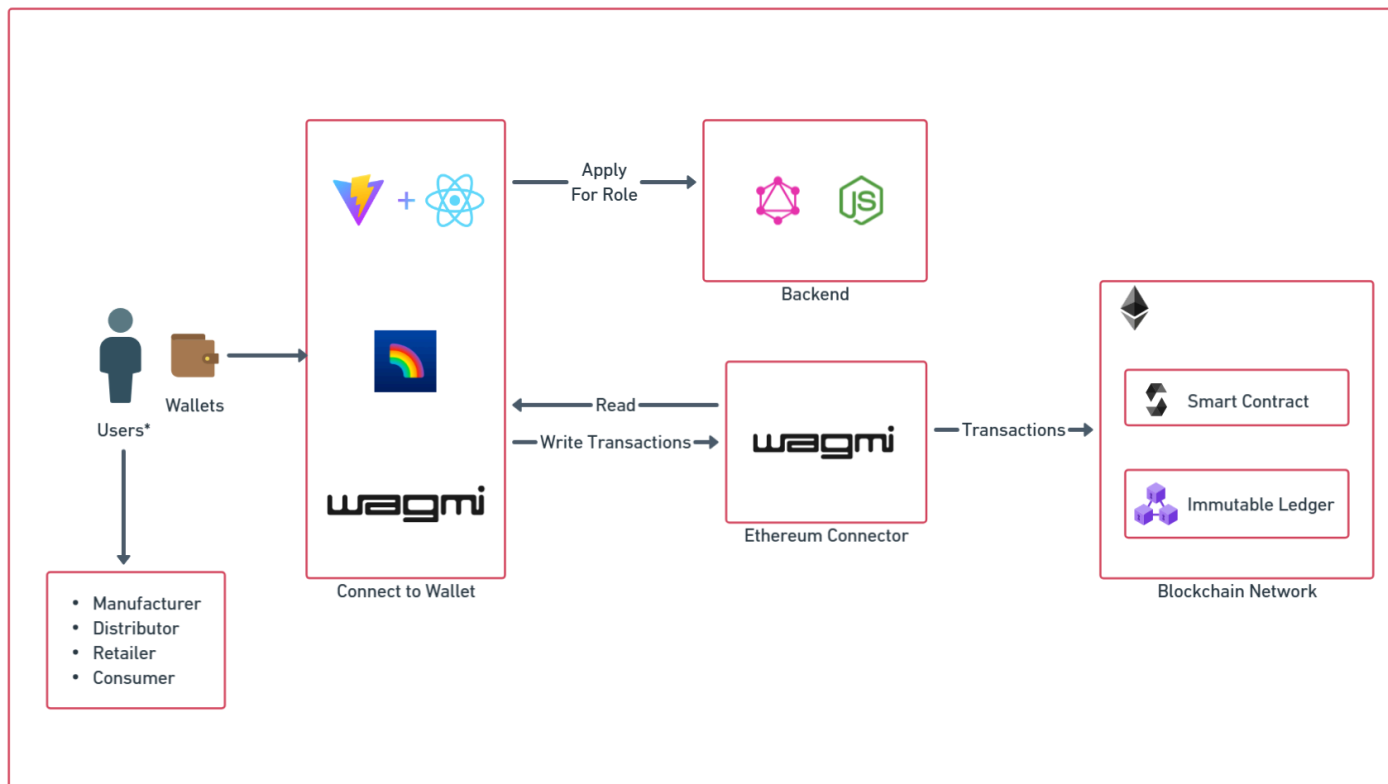 Apply
For Role
JS
Backend
Users*
Wallets
Read
Write Transactions
wagmi
wagmi
Transactions
Smart Contract
Immutable Ledger
Connect to Wallet
Ethereum Connector
Blockchain Network
• Manufacturer
• Distributor
• Retailer
• Consumer